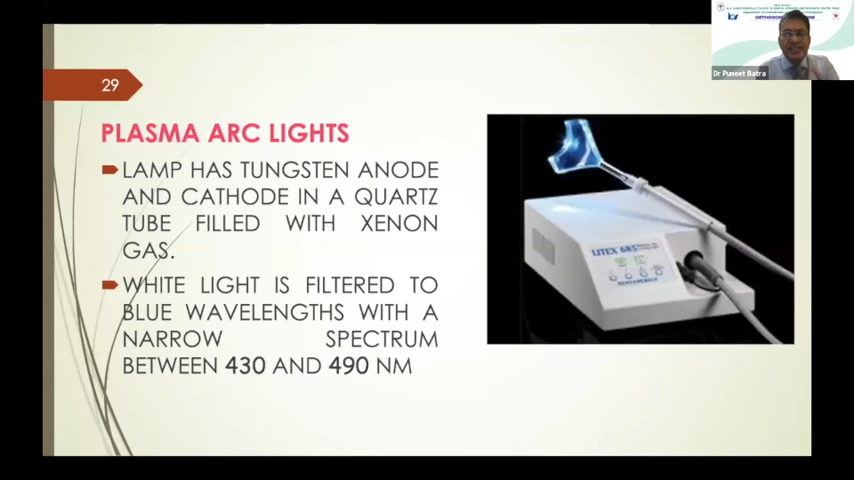 29
PLASMA ARC LIGHTS
LAMP HAS TUNGSTEN ANODE
AND CATHODE IN A QUARTZ
TUBE FILLED WITH XENON
GAS.
WHITE LIGHT IS FILTERED TO
BLUE WAVELENGTHS WITH A
NARROW SPECTRUM
BETWEEN 430 AND 490 NM
LITEX 685
DENTAMERICA
Dr Puneet Batra